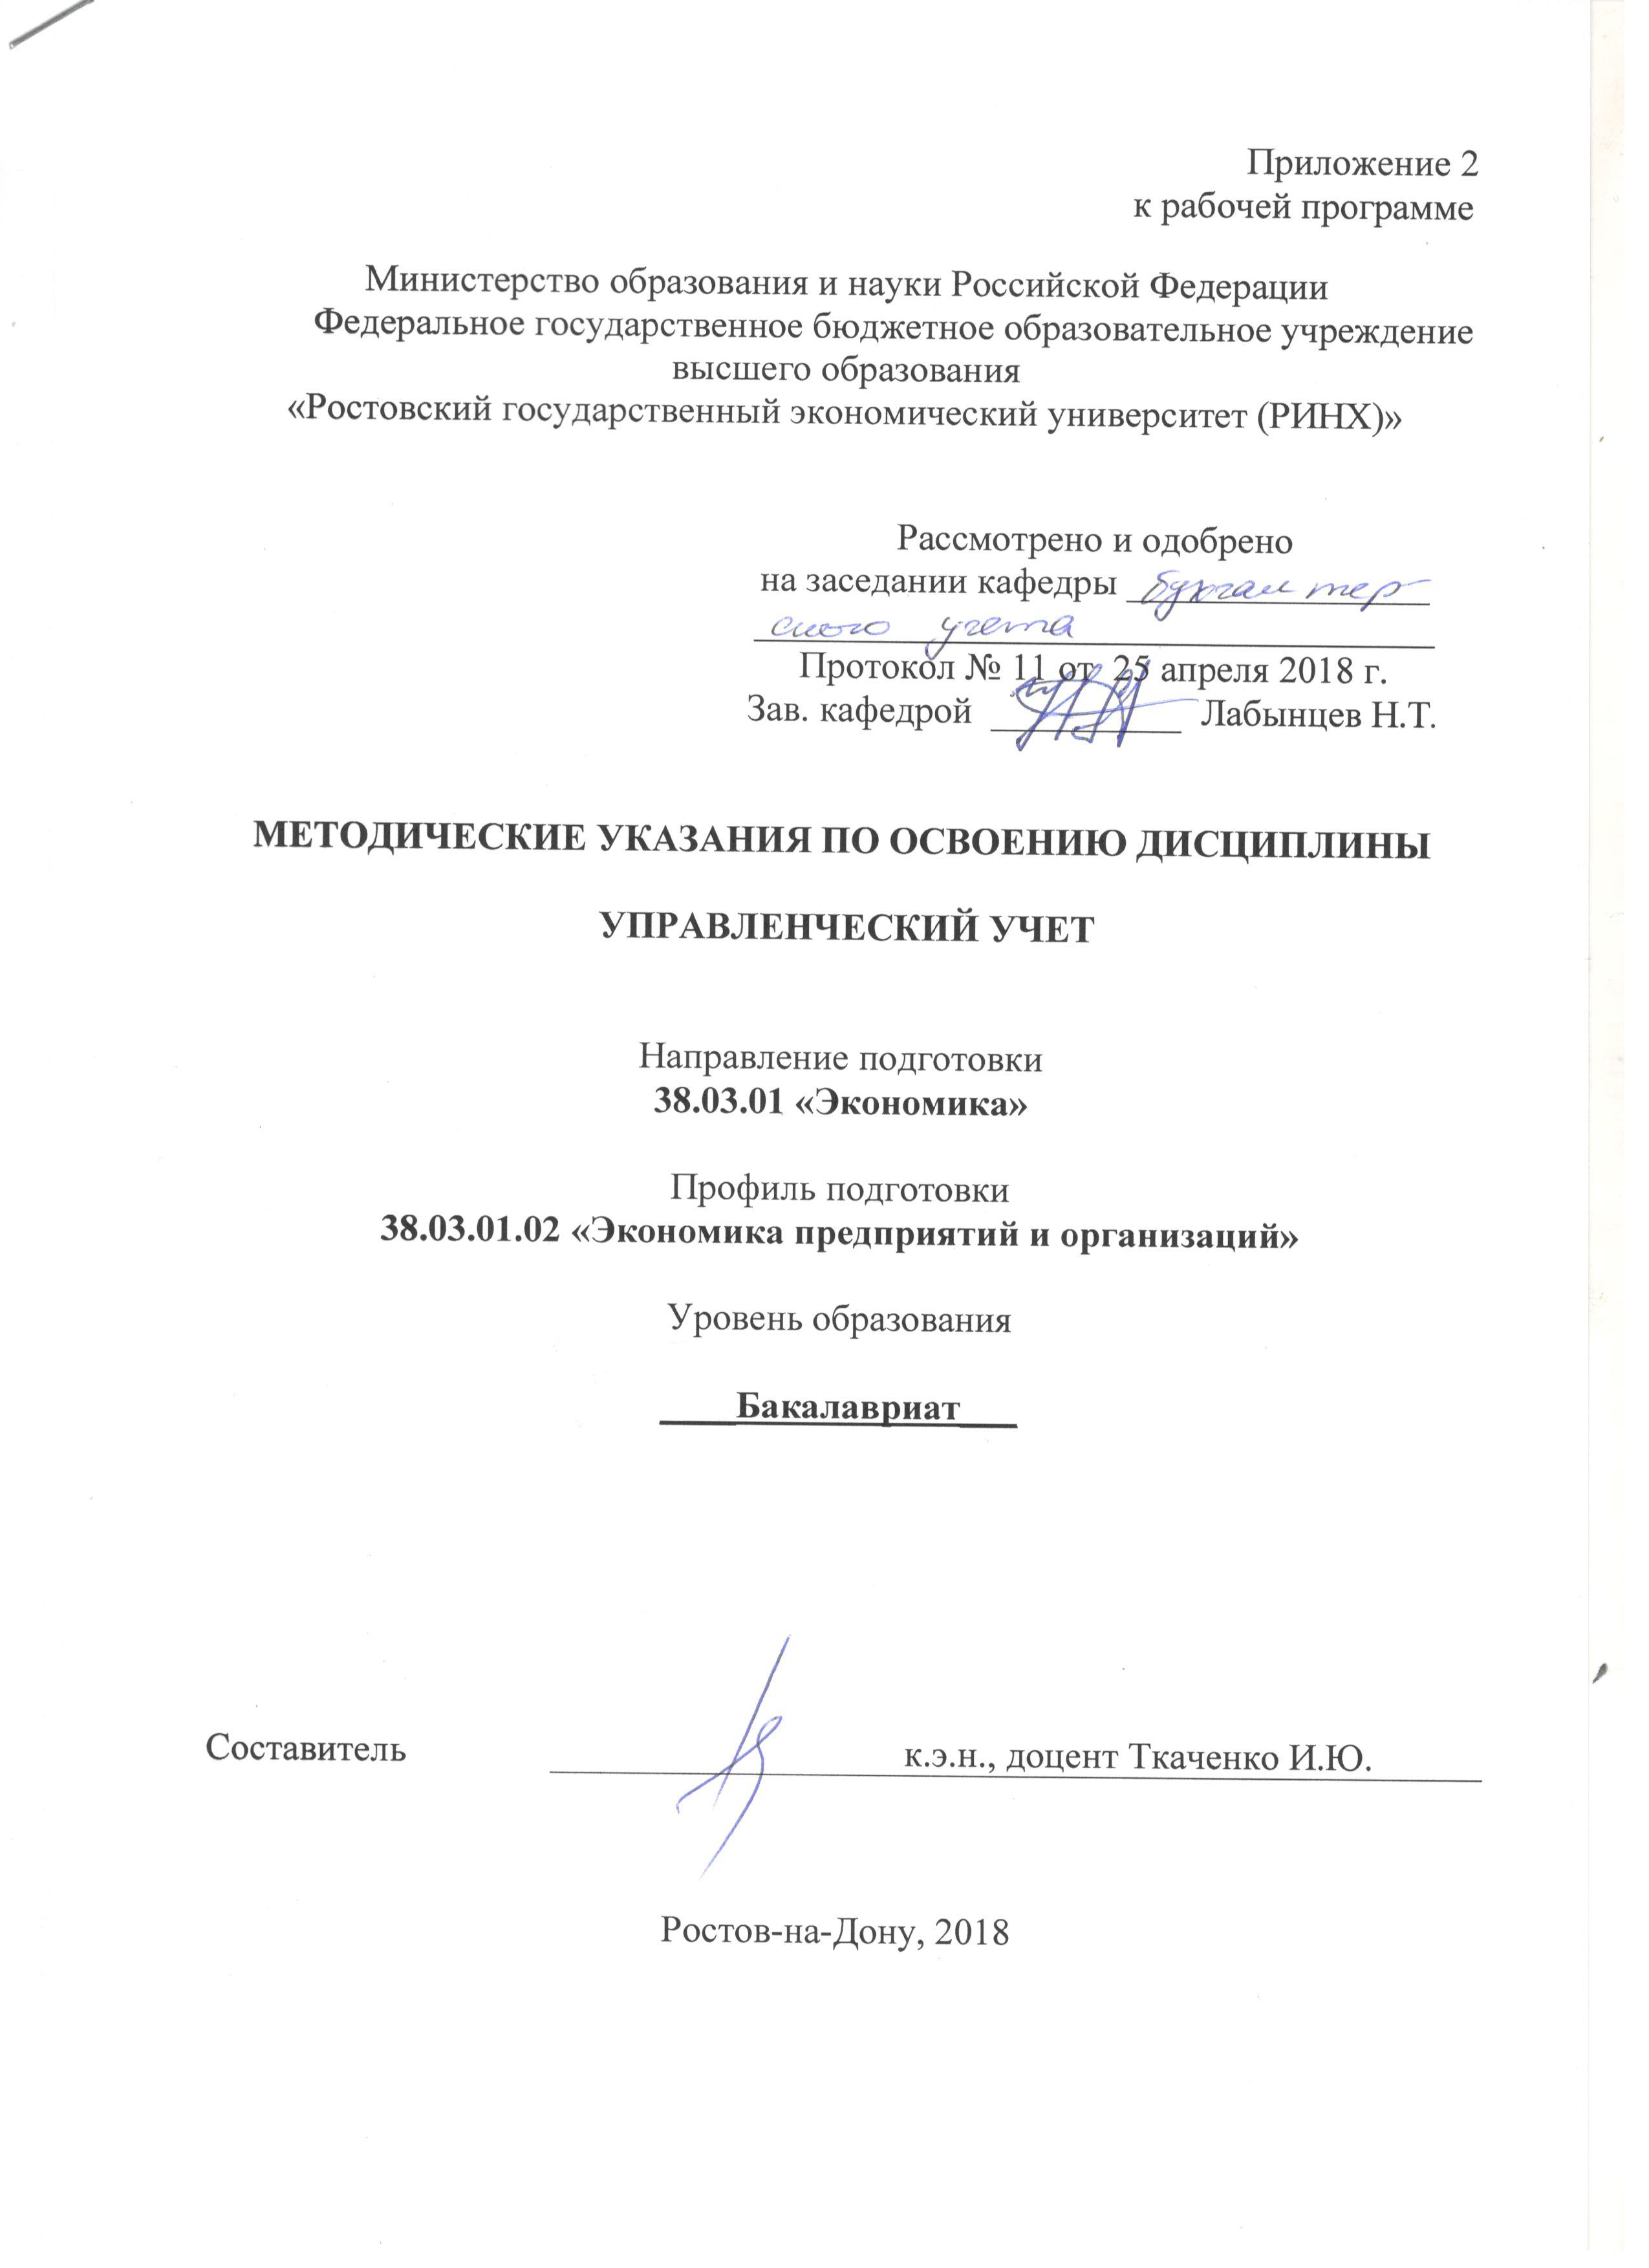 Приложение 2
к рабочей программе
Министерство образования и науки Российской Федерации
Федеральное государственное бюджетное образовательное учреждение
высшего образования
«Ростовский государственный экономический университет (РИНХ)»
Рассмотрено и одобрено
на заседании кафедры бухгалтер
ского учета
Протокол № 11 от 25 апреля 2018 г.
Зав. кафедрой Лабынцев Н.Т.
МЕТОДИЧЕСКИЕ УКАЗАНИЯ ПО ОСВОЕНИЮ ДИСЦИПЛИНЫ
УПРАВЛЕНЧЕСКИЙ УЧЕТ
Направление подготовки
38.03.01 «Экономика»
Профиль подготовки
38.03.01.02 «Экономика предприятий и организаций»
Уровень образования
Бакалавриат
Составитель к.э.н., доцент Ткаченко И.Ю.
Ростов-на-Дону, 2018